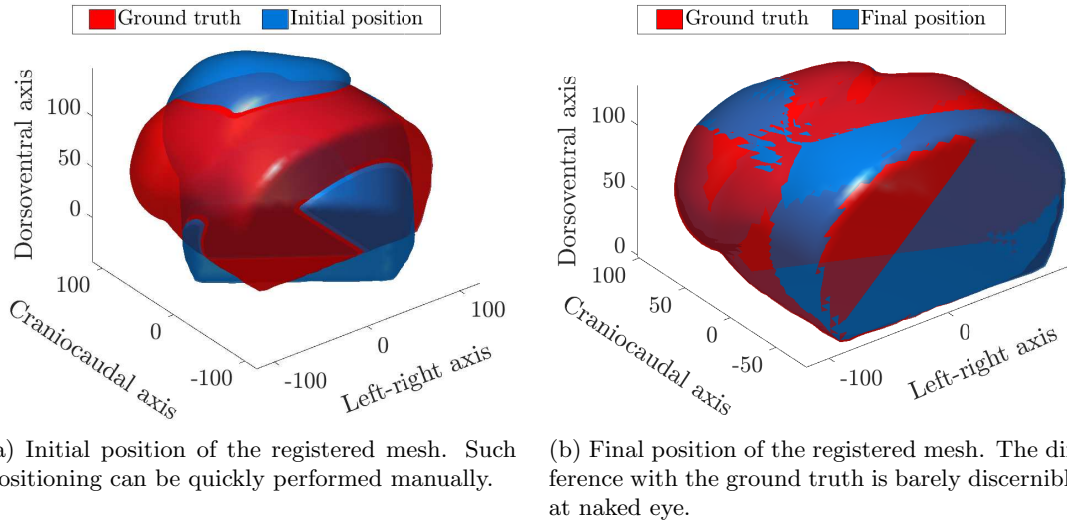 Ground truth Initial position
Dorsoventral axis
100
50
0
100
0
-100
Craniocaudal axis
-100
0
100
Left-right axis
a) Initial position of the registered mesh. Such
ositioning can be quickly performed manually.
Ground truth Final position
Dorsoventral axis
100
50
0
100
50
0
-50
Craniocaudal axis
-100
0
Left-right axis
(b) Final position of the registered mesh. The dif
ference with the ground truth is barely discernibl
at naked eye.